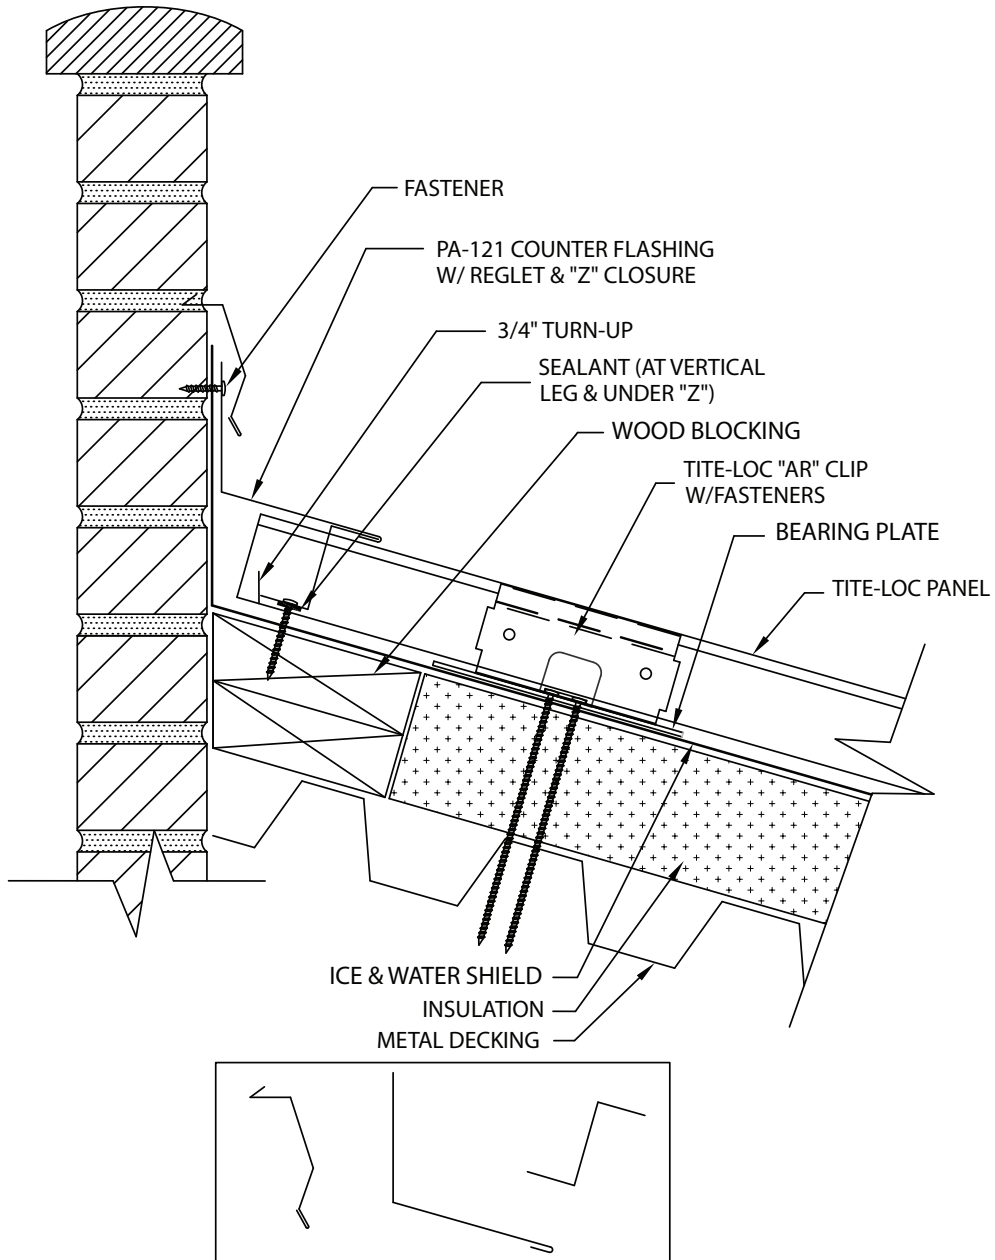 FASTENER
PA-121 COUNTER FLASHING
W/ REGLET & "Z" CLOSURE
3/4" TURN-UP
SEALANT (AT VERTICAL
LEG & UNDER "Z")
WOOD BLOCKING
TITE-LOC "AR" CLIP
W/FASTENERS
BEARING PLATE
TITE-LOC PANEL
ICE & WATER SHIELD
INSULATION
METAL DECKING